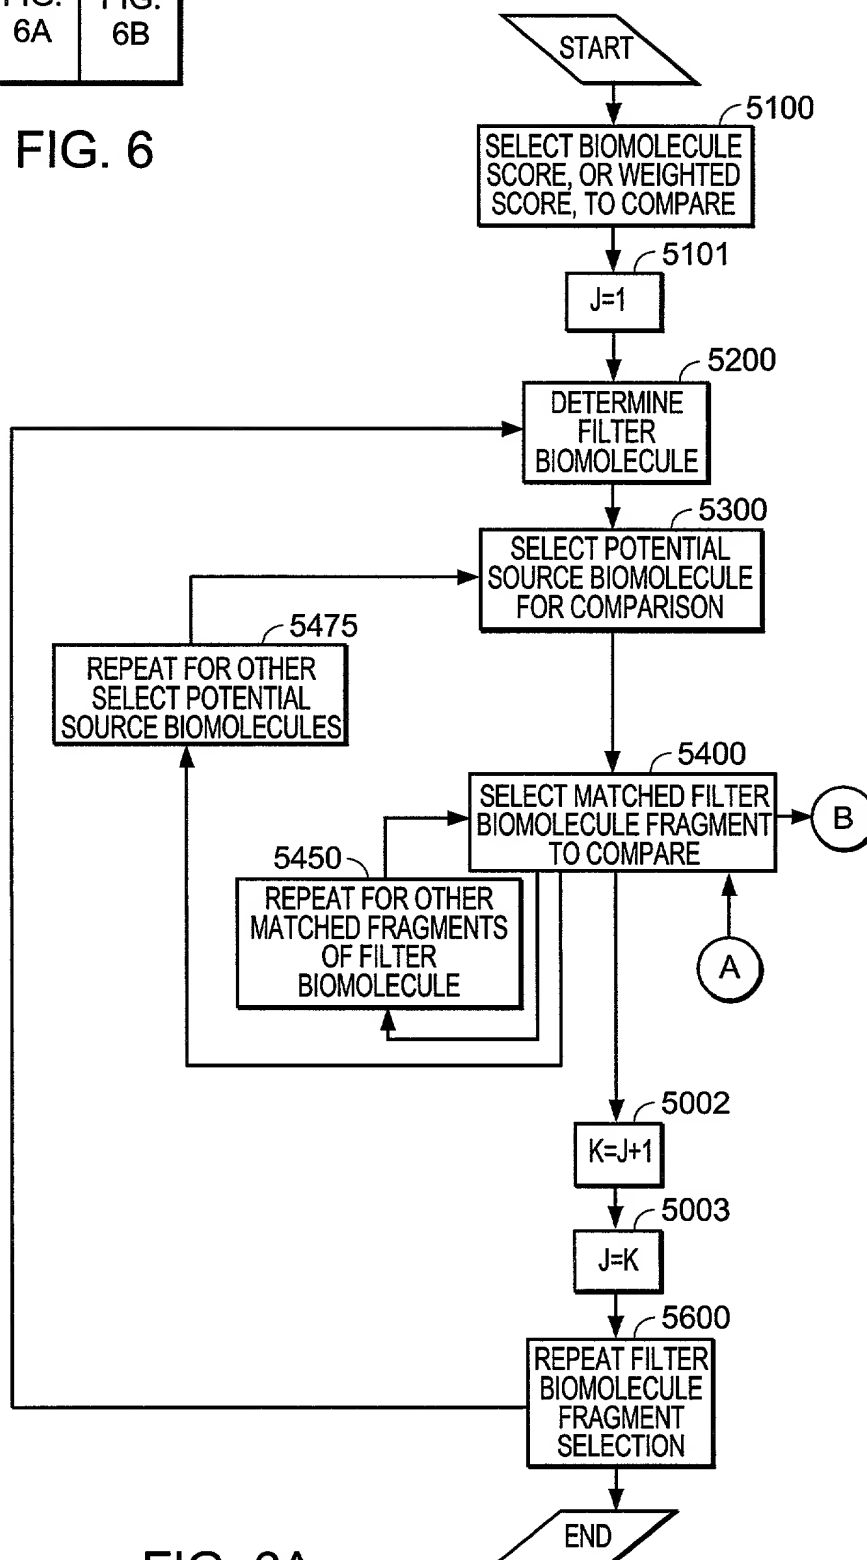 FIG. FIG.
6A 6B
FIG. 6
START
5100
SELECT BIOMOLECULE
SCORE, OR WEIGHTED
SCORE, TO COMPARE
5101
J=1
5200
DETERMINE
FILTER
BIOMOLECULE
5300
SELECT POTENTIAL
SOURCE BIOMOLECULE
FOR COMPARISON
5475
REPEAT FOR OTHER
SELECT POTENTIAL
SOURCE BIOMOLECULES
5400
SELECT MATCHED FILTER
BIOMOLECULE FRAGMENT
TO COMPARE
B
5450
REPEAT FOR OTHER
MATCHED FRAGMENTS
OF FILTER
BIOMOLECULE
A
5002
K=J+1
5003
J=K
5600
REPEAT FILTER
BIOMOLECULE
FRAGMENT
SELECTION
END
FIG. 6A